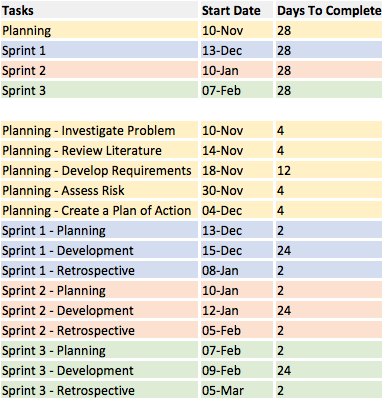 Tasks Start Date Days To Complete
Planning 10-Nov 28
Sprint 1 13-Dec 28
Sprint 2 10-Jan 28
Sprint 3 07-Feb 28
Planning - Investigate Problem 10-Nov 4
Planning - Review Literature 14-Nov 4
Planning - Develop Requirements 18-Nov 12
Planning - Assess Risk 30-Nov 4
Planning - Create a Plan of Action 04-Dec 4
Sprint 1 - Planning 13-Dec 2
Sprint 1 - Development 15-Dec 24
Sprint 1 - Retrospective 08-Jan 2
Sprint 2 - Planning 10-Jan 2
Sprint 2 - Development 12-Jan 24
Sprint 2 - Retrospective 05-Feb 2
Sprint 3 - Planning 07-Feb 2
Sprint 3 - Development 09-Feb 24
Sprint 3 - Retrospective 05-Mar 2